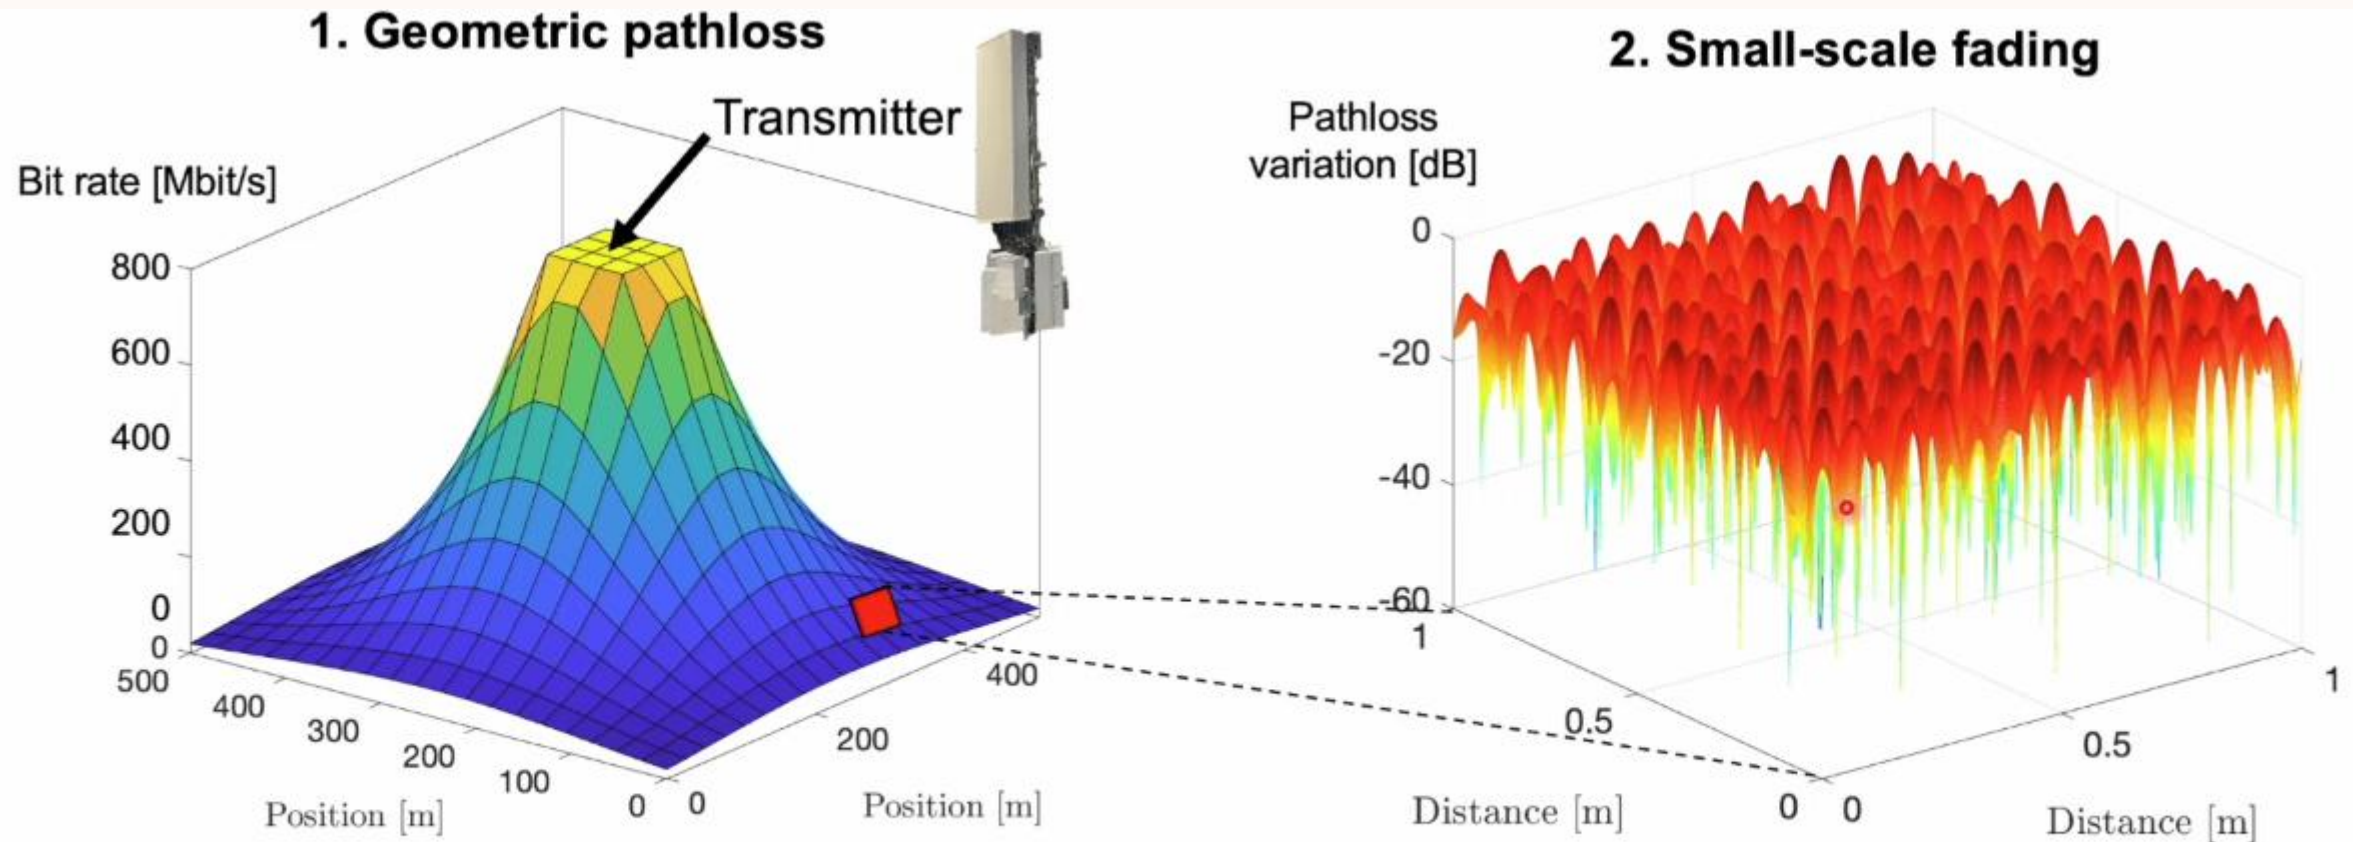 1. Geometric pathloss
Transmitter
Bit rate [Mbit/s]
800
600
400
200
0
0
500
400
300
200
100
0
0
200
400
Position [m]
Position [m]
2. Small-scale fading
Pathloss
variation [dB]
0
-20
-40
-60
1
0.5
0
0
0.5
1
Distance [m]
Distance [m]